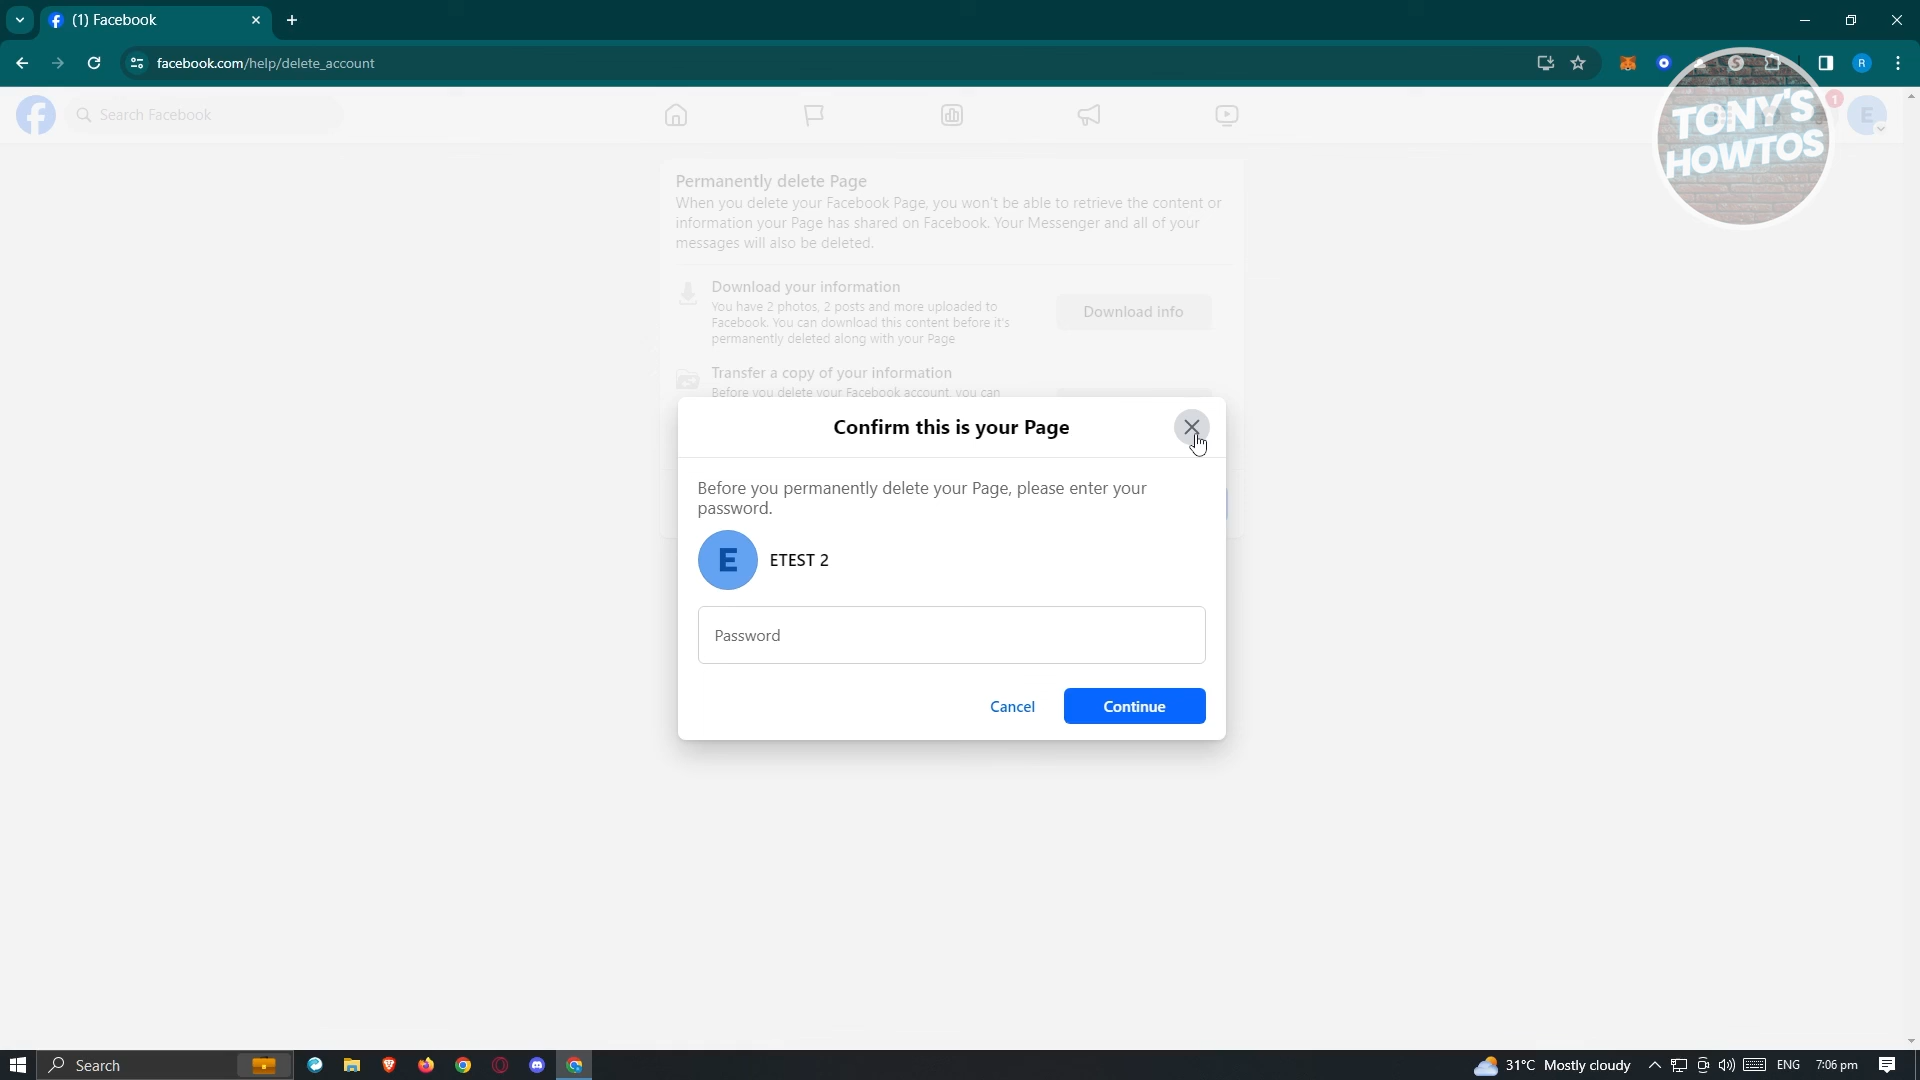 (1) Facebook
facebook.com/help/delete_account
R
TONY'S
HOWTOS
Search Facebook
1
E
Permanently delete Page
When you delete your Facebook Page, you won't be able to retrieve the content or
information your Page has shared on Facebook. Your Messenger and all of your
messages will also be deleted.
Download your information
You have 2 photos, 2 posts and more uploaded to
Facebook. You can download this content before it's
permanently deleted along with your Page
Download info
Transfer a copy of your information
Before you delete your Facebook account, you can
Confirm this is your Page
Before you permanently delete your Page, please enter your
password.
E
ETEST 2
Password
Cancel
Continue
Search
31°C Mostly cloudy
ENG
7:06 pm